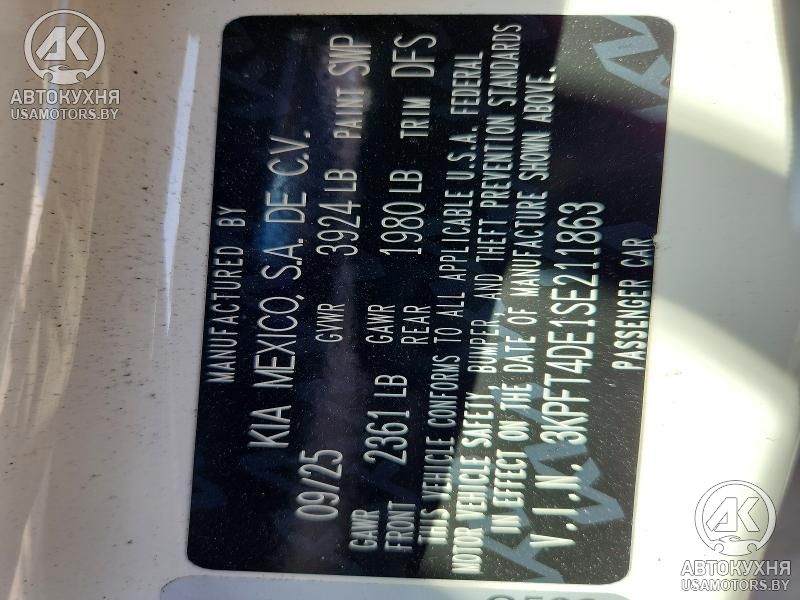 MANUFACTURED BY
KIA MEXICO, S.A. DE C.V.
09/25 GVWR 3924 LB PAINT SWP
GAWR FRONT 2361 LB GAWR REAR 1980 LB TRIM DFS
THIS VEHICLE CONFORMS TO ALL APPLICABLE U.S.A. FEDERAL
MOTOR VEHICLE SAFETY, BUMPER, AND THEFT PREVENTION STANDARDS
IN EFFECT ON THE DATE OF MANUFACTURE SHOWN ABOVE.
V.I.N. 3KPFT4DE1SE211863
PASSENGER CAR
AK
АВТОКУХНЯ
USAMOTORS.BY
AK
АВТОКУХНЯ
USAMOTORS.BY